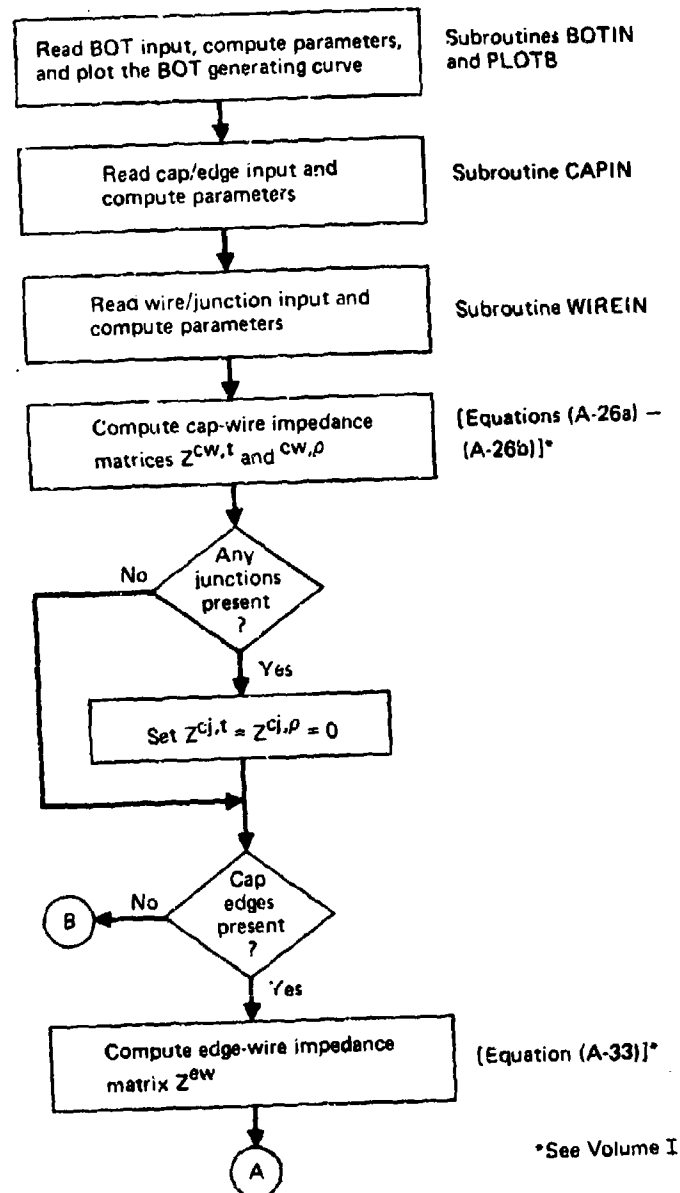 Read BOT input, compute parameters,
and plot the BOT generating curve
Subroutines BOTIN
and PLOTB
Read cap/edge input and
compute parameters
Subroutine CAPIN
Read wire/junction input and
compute parameters
Subroutine WIREIN
Compute cap-wire impedance
matrices Z^cw,t and ^cw,ρ
[Equations (A-26a) –
(A-26b)]*
Any
junctions
present
?
No
Yes
Set Z^cj,t = Z^cj,ρ = 0
Cap
edges
present
?
No
B
Yes
Compute edge-wire impedance
matrix Z^ew
[Equation (A-33)]*
A
*See Volume I